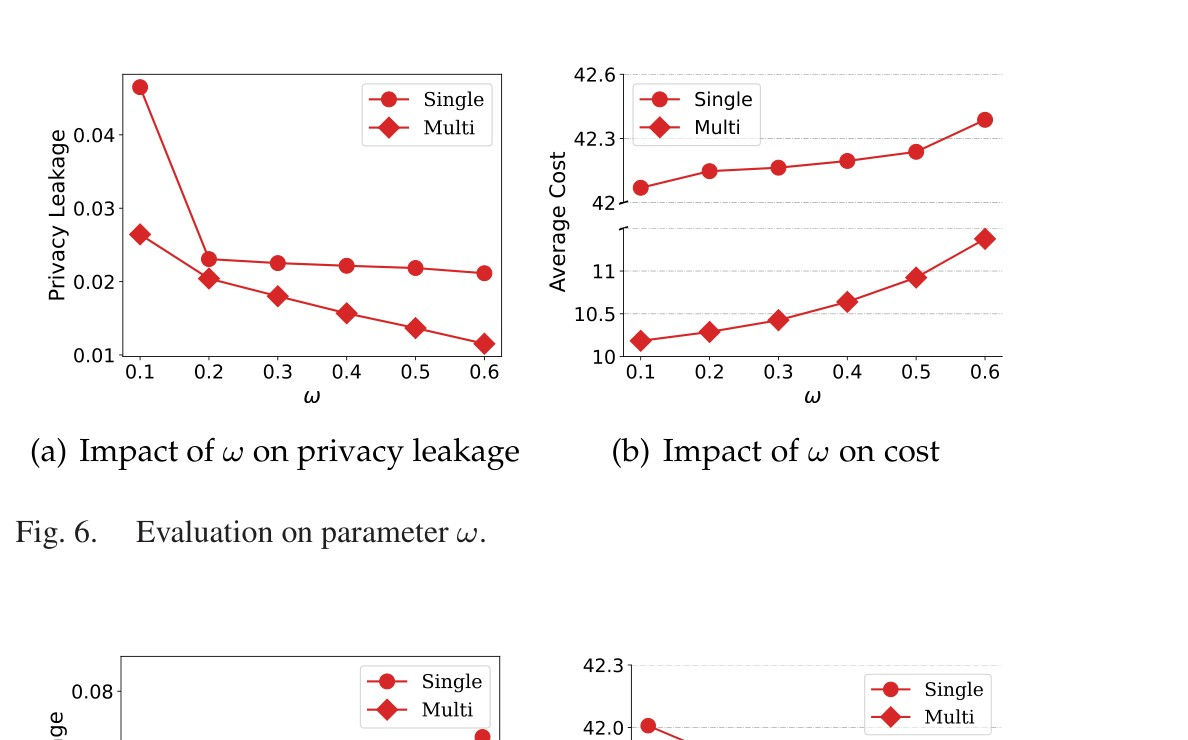 Single
Multi
Privacy Leakage
0.04
0.03
0.02
0.01
0.1 0.2 0.3 0.4 0.5 0.6
ω
(a) Impact of ω on privacy leakage
Single
Multi
Average Cost
42.6
42.3
42
11
10.5
10
0.1 0.2 0.3 0.4 0.5 0.6
ω
(b) Impact of ω on cost
Fig. 6. Evaluation on parameter ω.
0.08
Single
Multi
42.3
42.0
Single
Multi